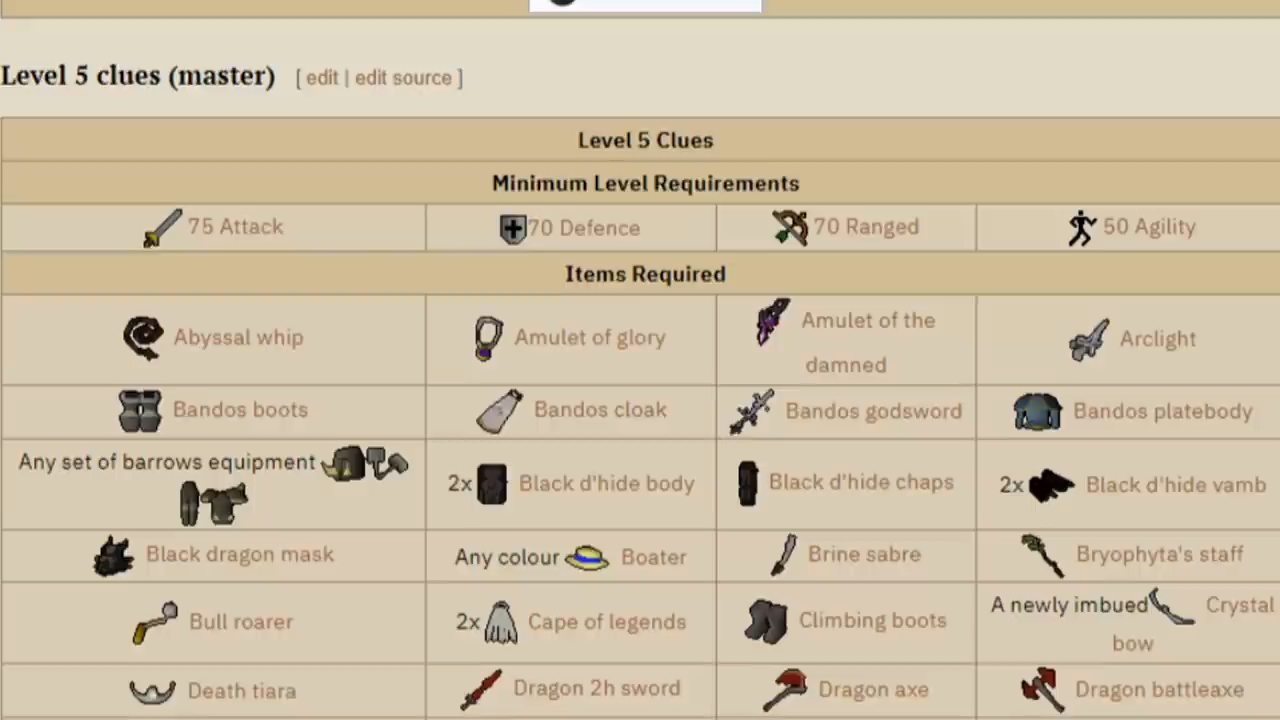 Level 5 clues (master) [ edit | edit source ]
Level 5 Clues
Minimum Level Requirements
75 Attack 70 Defence 70 Ranged 50 Agility
Items Required
Abyssal whip Amulet of glory Amulet of the damned Arclight
Bandos boots Bandos cloak Bandos godsword Bandos platebody
Any set of barrows equipment 2x Black d'hide body Black d'hide chaps 2x Black d'hide vamb
Black dragon mask Any colour Boater Brine sabre Bryophyta's staff
Bull roarer 2x Cape of legends Climbing boots A newly imbued Crystal bow
Death tiara Dragon 2h sword Dragon axe Dragon battleaxe